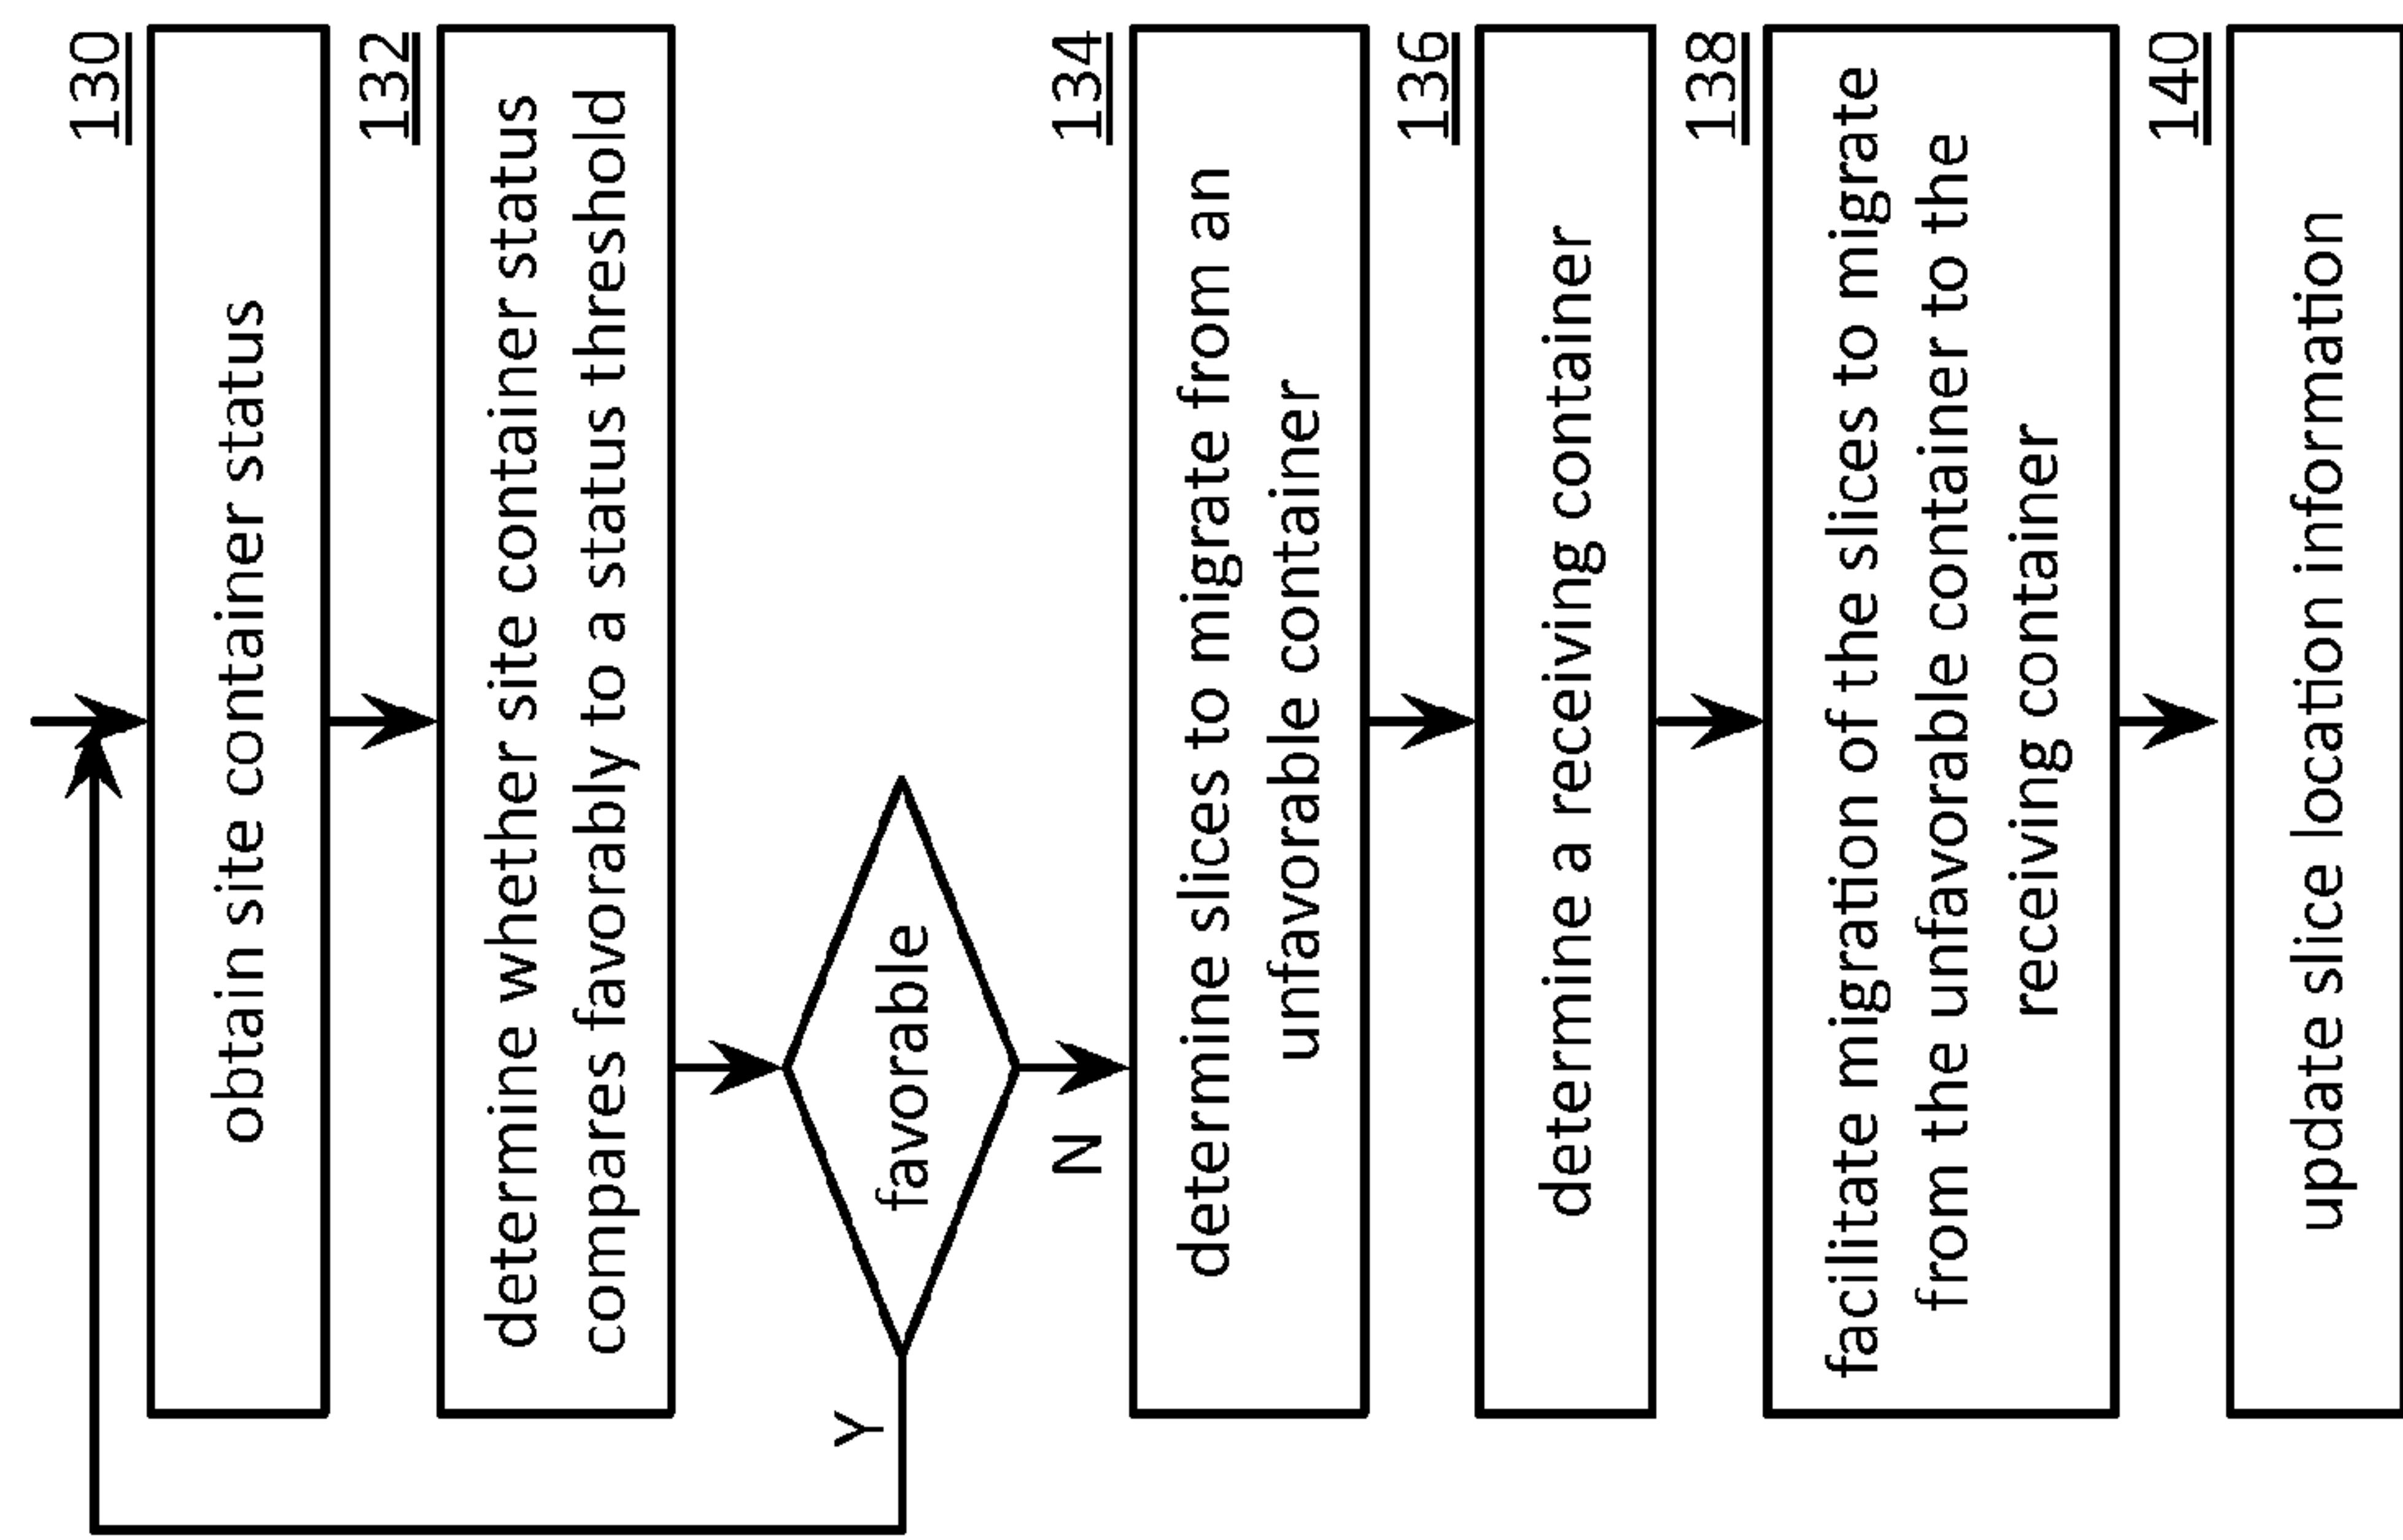 130
obtain site container status
132
determine whether site container status
compares favorably to a status threshold
favorable
Y
N
134
determine slices to migrate from an
unfavorable container
136
determine a receiving container
138
facilitate migration of the slices to migrate
from the unfavorable container to the
receiving container
140
update slice location information